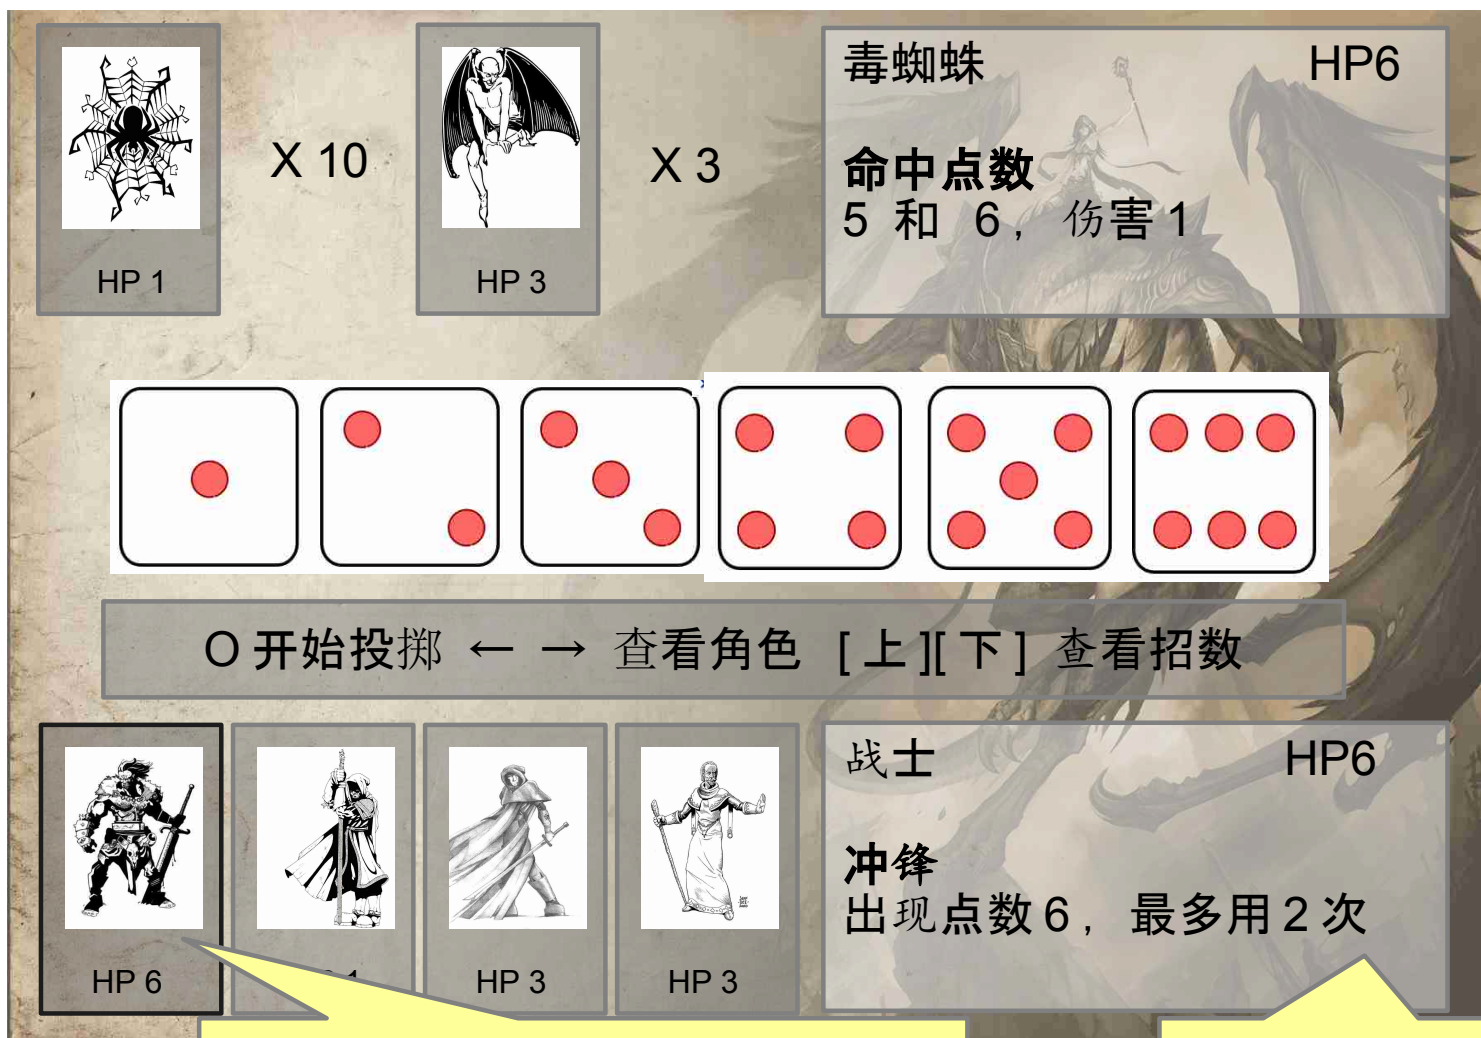 X 10
X 3
HP 1
HP 3
毒蜘蛛 HP6
命中点数
5 和 6， 伤害 1
O 开始投掷 ← → 查看角色 [ 上 ][ 下 ] 查看招数
HP 6
HP 3
HP 3
战士 HP6
冲锋
出现点数 6， 最多用 2 次